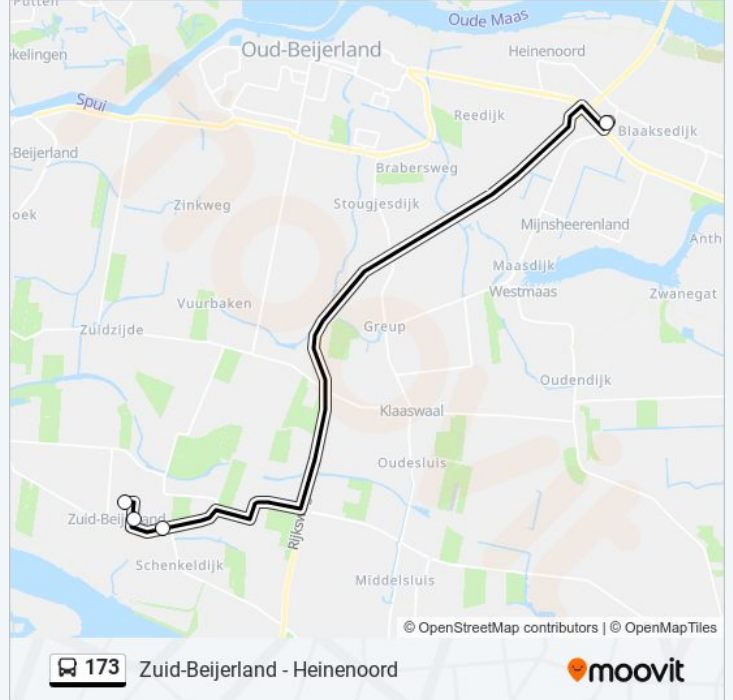 Putten
Oude Maas
Oud-Beijerland
Heinenoord
kelingen
Spui
Reedijk
Blaaksedijk
-Beijerland
Brabersweg
Zinkweg
Stougjesdijk
oek
Mijnsheerenland
Anth
Maasdijk
Westmaas
Zwanegat
Vuurbaken
Zuidzijde
Greup
Oudendijk
Klaaswaal
Oudesluis
Zuid-Beijerland
Rijksw
Schenkeldijk
Middelsluis
moovit
© OpenStreetMap contributors | © OpenMapTiles
173 Zuid-Beijerland - Heinenoord
moovit